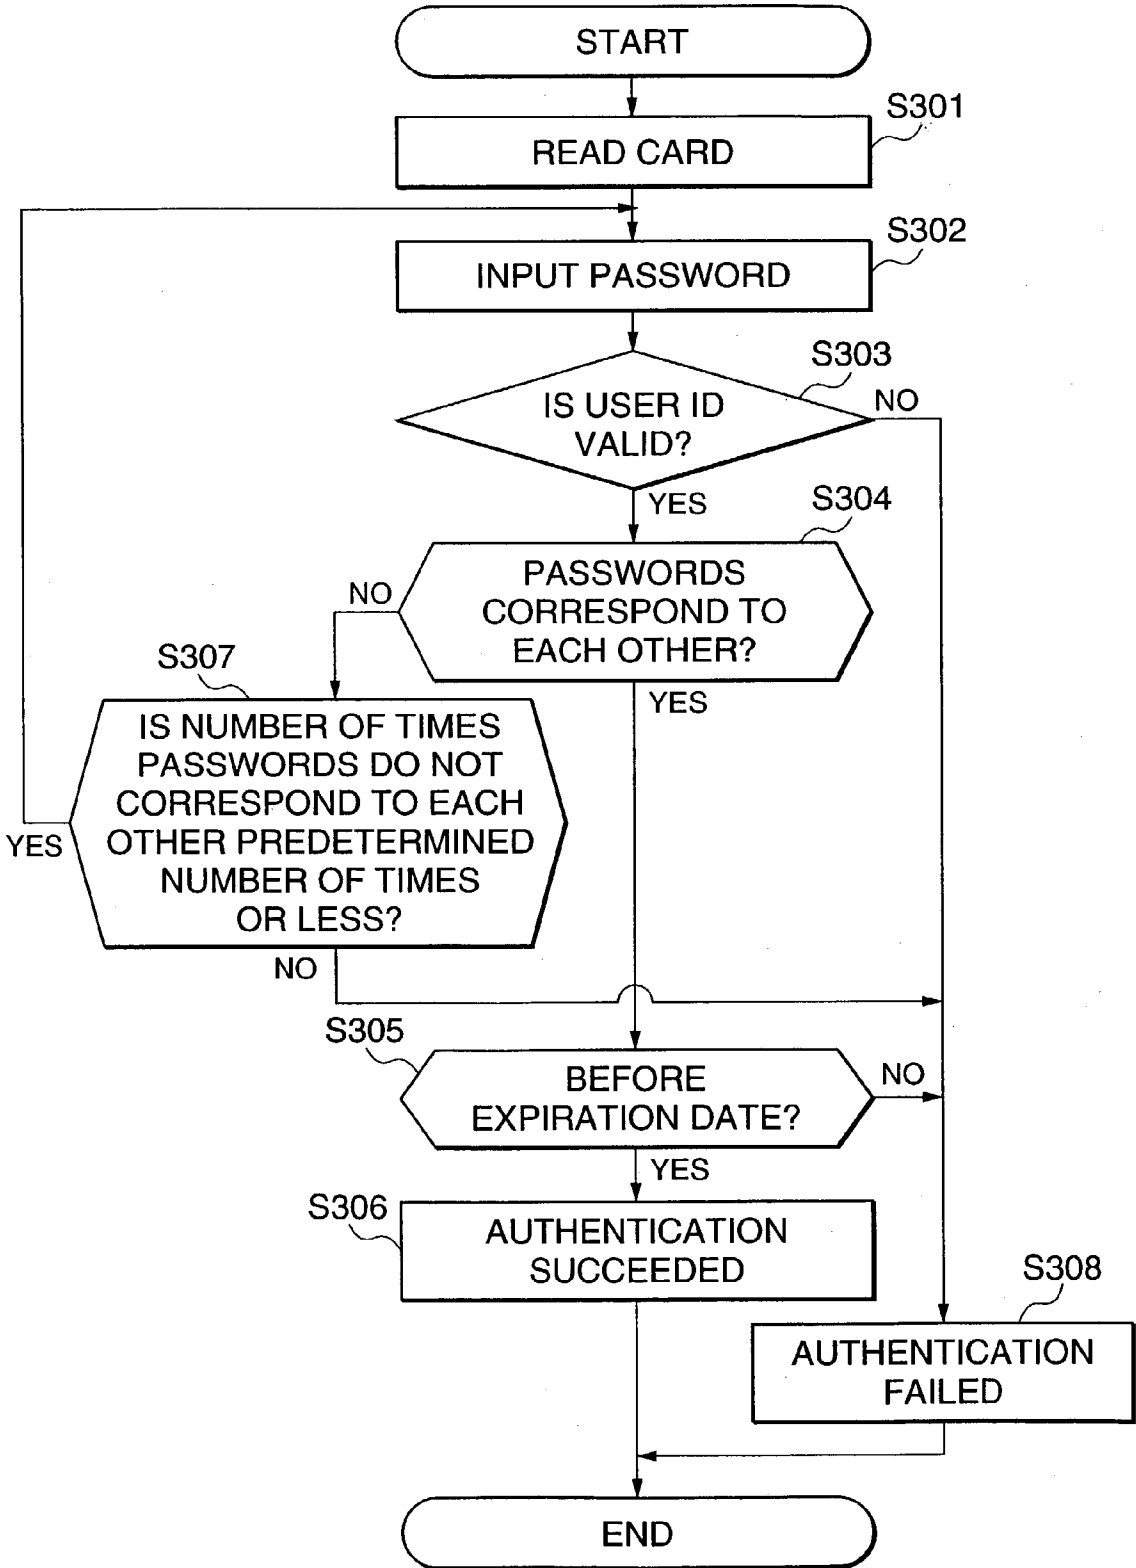 START
S301
READ CARD
S302
INPUT PASSWORD
S303
IS USER ID
VALID?
NO
YES
S304
PASSWORDS
CORRESPOND TO
EACH OTHER?
NO
YES
S307
IS NUMBER OF TIMES
PASSWORDS DO NOT
CORRESPOND TO EACH
OTHER PREDETERMINED
NUMBER OF TIMES
OR LESS?
YES
NO
S305
BEFORE
EXPIRATION DATE?
NO
YES
S306
AUTHENTICATION
SUCCEEDED
S308
AUTHENTICATION
FAILED
END